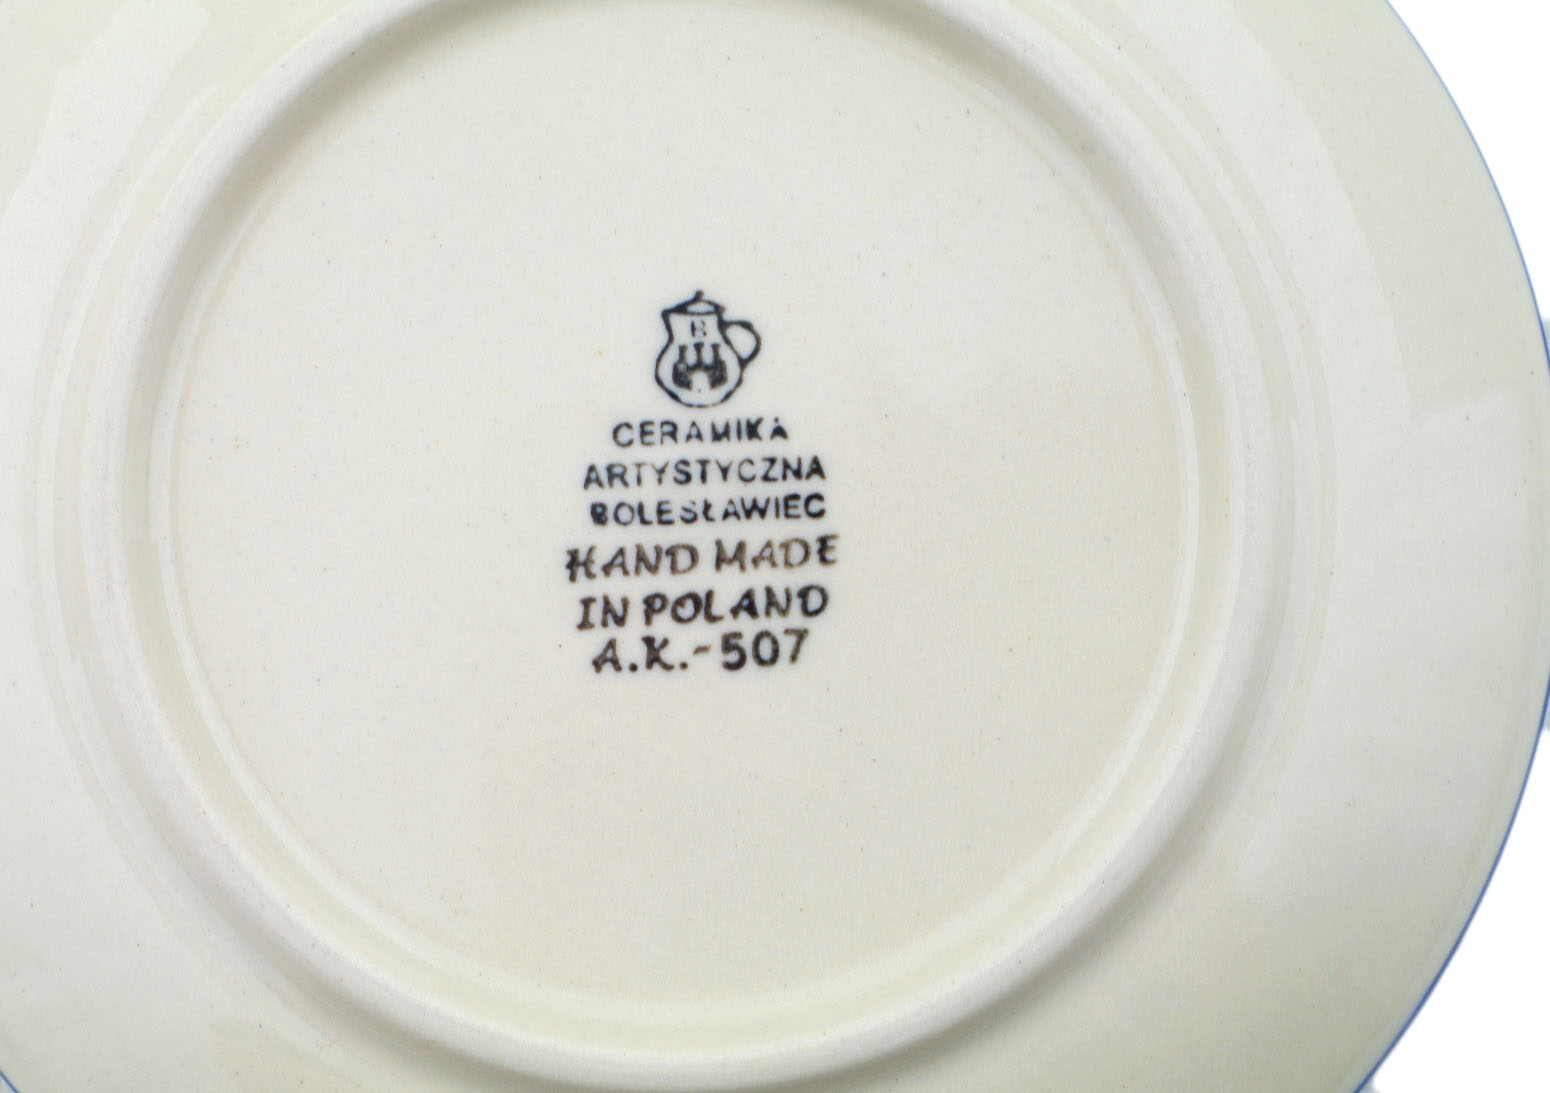 B
CERAMIKA
ARTYSTYCZNA
BOLESŁAWIEC
HAND MADE
IN POLAND
A.K.-507